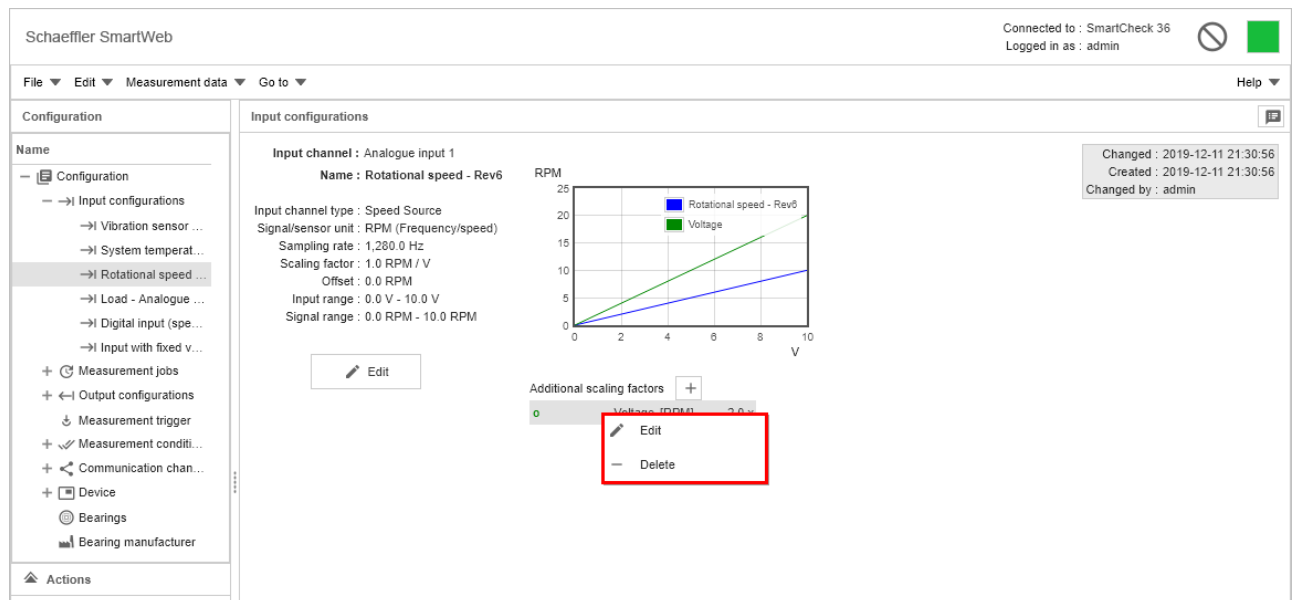 Schaeffler SmartWeb
Connected to : SmartCheck 36
Logged in as : admin
File Edit Measurement data Go to Help
Configuration
Name
Configuration
Input configurations
Vibration sensor ...
System temperat...
Rotational speed ...
Load - Analogue ...
Digital input (spe...
Input with fixed v...
Measurement jobs
Output configurations
Measurement trigger
Measurement conditi...
Communication chan...
Device
Bearings
Bearing manufacturer
Actions
Input configurations
Input channel : Analogue input 1
Name : Rotational speed - Rev6
Input channel type : Speed Source
Signal/sensor unit : RPM (Frequency/speed)
Sampling rate : 1,280.0 Hz
Scaling factor : 1.0 RPM / V
Offset : 0.0 RPM
Input range : 0.0 V - 10.0 V
Signal range : 0.0 RPM - 10.0 RPM
Edit
RPM
25
20
15
10
5
0
0 2 4 6 8 10
V
Rotational speed - Rev6
Voltage
Additional scaling factors
o Voltage [RPM] 2.0 x
Edit
Delete
Changed : 2019-12-11 21:30:56
Created : 2019-12-11 21:30:56
Changed by : admin